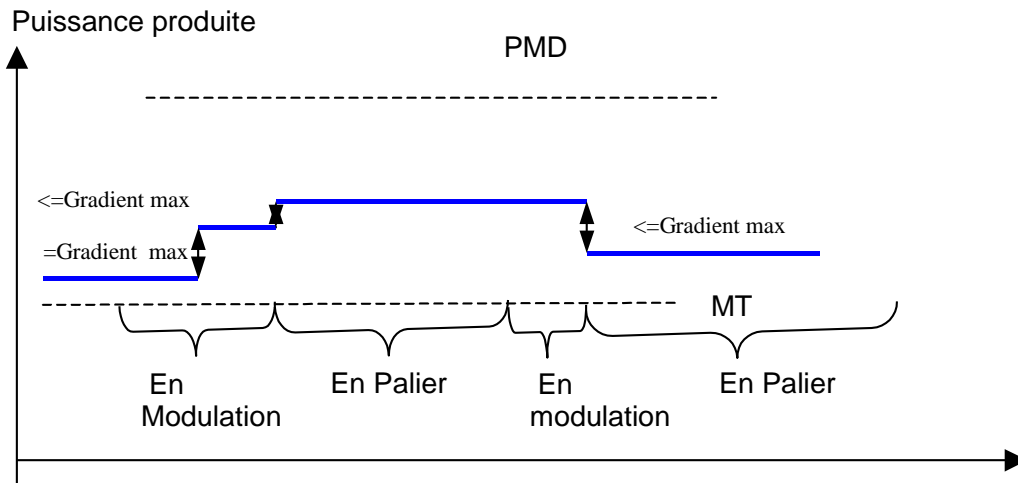 Puissance produite
PMD
<=Gradient max
<=Gradient max
=Gradient max
MT
En
Modulation
En Palier
En
modulation
En Palier